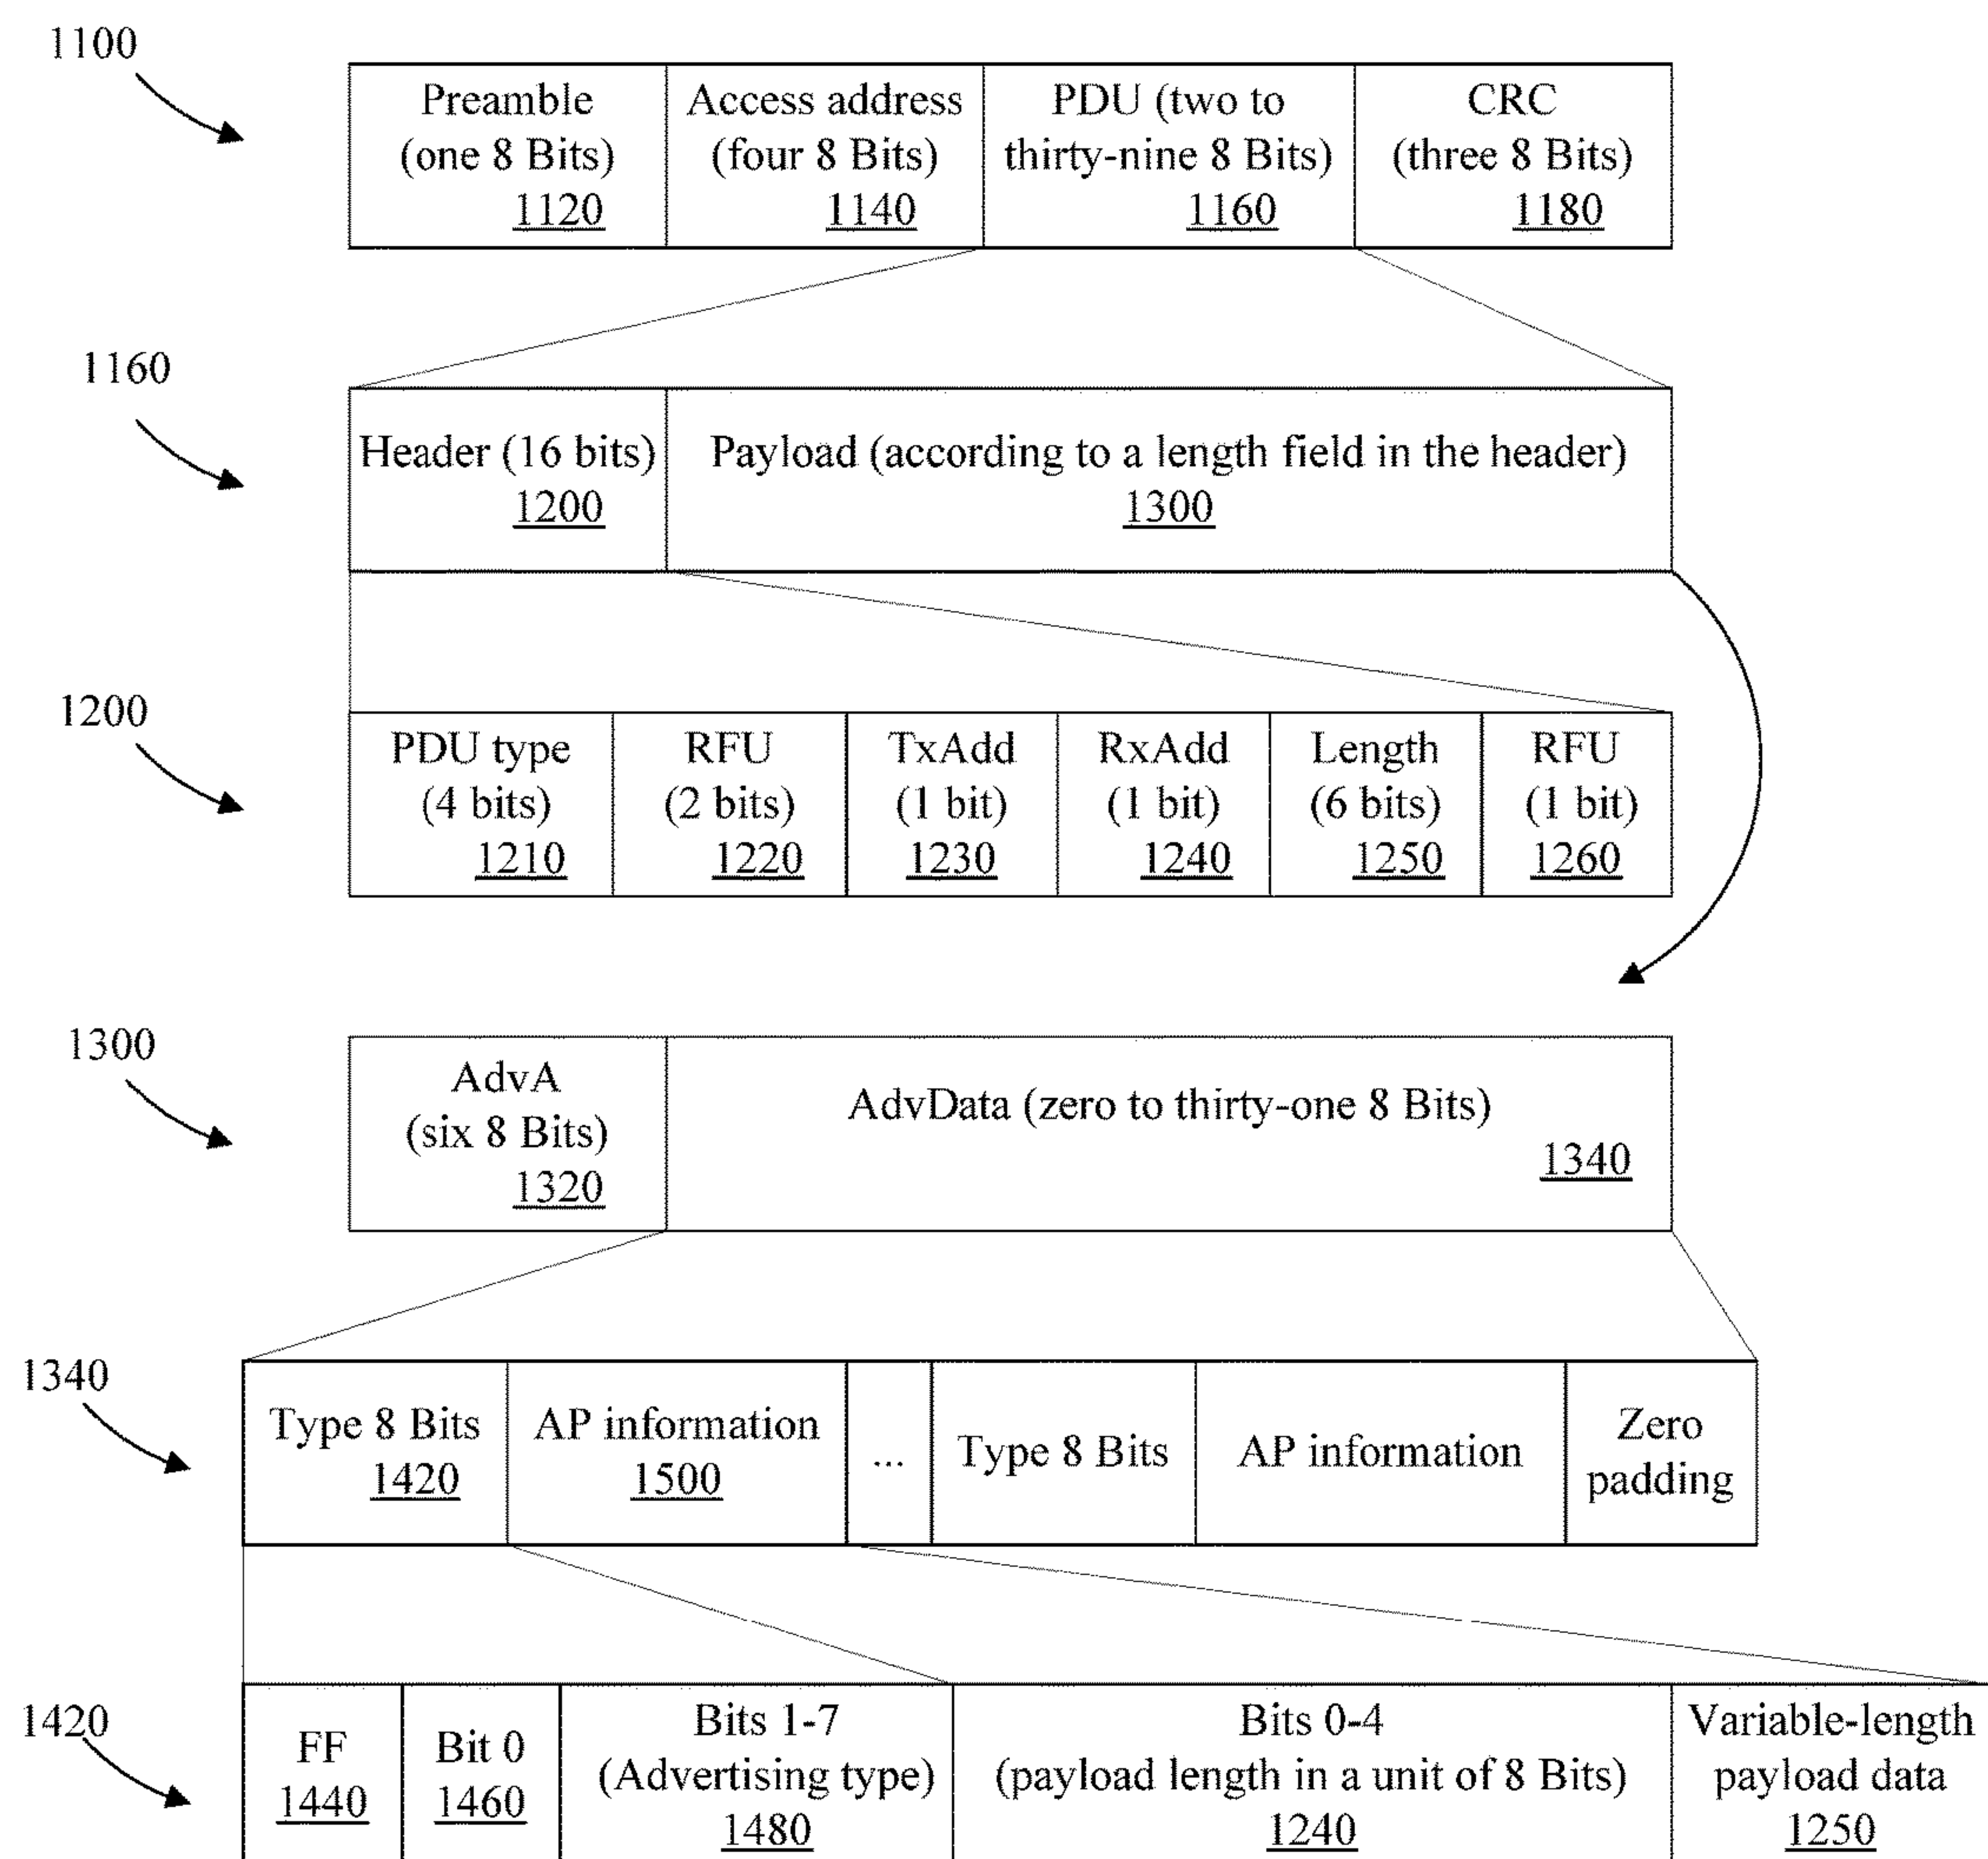 1100
Preamble
(one 8 Bits)
1120
Access address
(four 8 Bits)
1140
PDU (two to
thirty-nine 8 Bits)
1160
CRC
(three 8 Bits)
1180
1160
Header (16 bits)
1200
Payload (according to a length field in the header)
1300
1200
PDU type
(4 bits)
1210
RFU
(2 bits)
1220
TxAdd
(1 bit)
1230
RxAdd
(1 bit)
1240
Length
(6 bits)
1250
RFU
(1 bit)
1260
1300
AdvA
(six 8 Bits)
1320
AdvData (zero to thirty-one 8 Bits)
1340
1340
Type 8 Bits
1420
AP information
1500
...
Type 8 Bits
AP information
Zero
padding
1420
FF
1440
Bit 0
1460
Bits 1-7
(Advertising type)
1480
Bits 0-4
(payload length in a unit of 8 Bits)
1240
Variable-length
payload data
1250